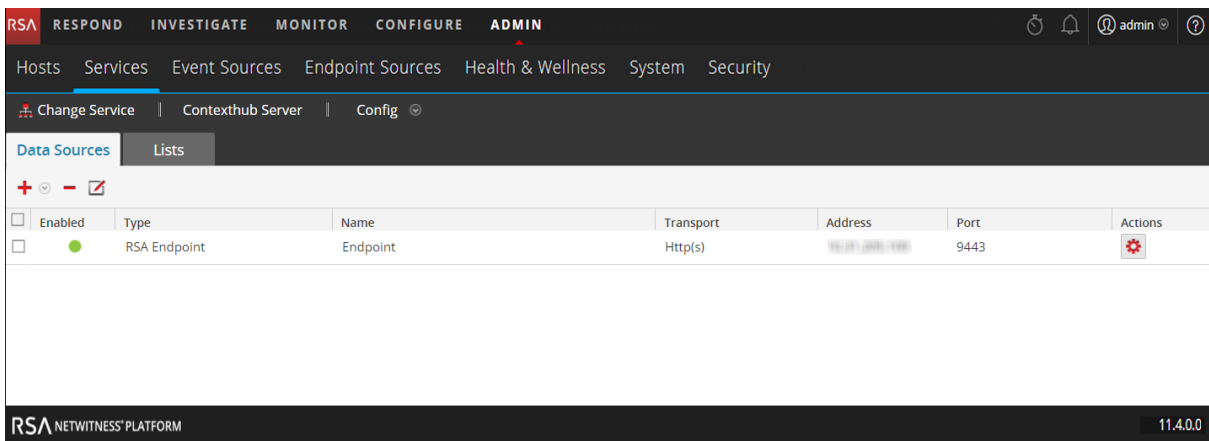 RSA RESPOND INVESTIGATE MONITOR CONFIGURE ADMIN admin ?
Hosts Services Event Sources Endpoint Sources Health & Wellness System Security
Change Service | Contexthub Server | Config
Data Sources Lists
Enabled Type Name Transport Address Port Actions
RSA Endpoint Endpoint Http(s) 9443
RSA NETWITNESS® PLATFORM 11.4.0.0